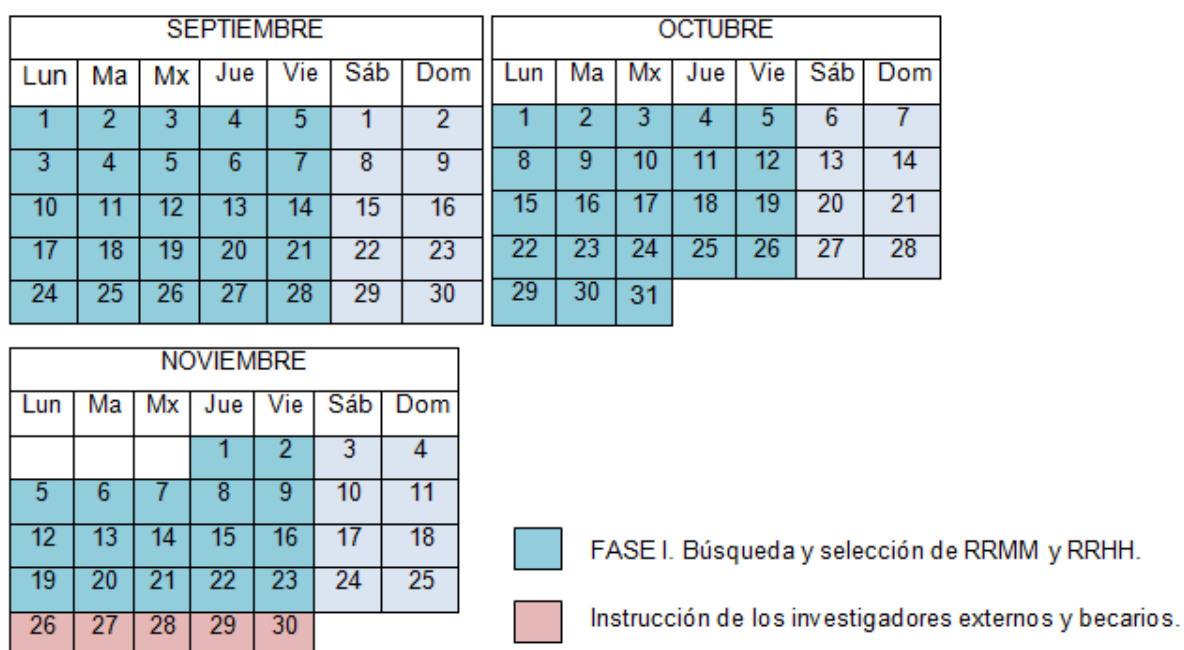 SEPTIEMBRE
Lun Ma Mx Jue Vie Sáb Dom
1 2 3 4 5 1 2
3 4 5 6 7 8 9
10 11 12 13 14 15 16
17 18 19 20 21 22 23
24 25 26 27 28 29 30
OCTUBRE
Lun Ma Mx Jue Vie Sáb Dom
1 2 3 4 5 6 7
8 9 10 11 12 13 14
15 16 17 18 19 20 21
22 23 24 25 26 27 28
29 30 31
NOVIEMBRE
Lun Ma Mx Jue Vie Sáb Dom
1 2 3 4
5 6 7 8 9 10 11
12 13 14 15 16 17 18
19 20 21 22 23 24 25
26 27 28 29 30
FASE I. Búsqueda y selección de RRMM y RRHH.
Instrucción de los investigadores externos y becarios.